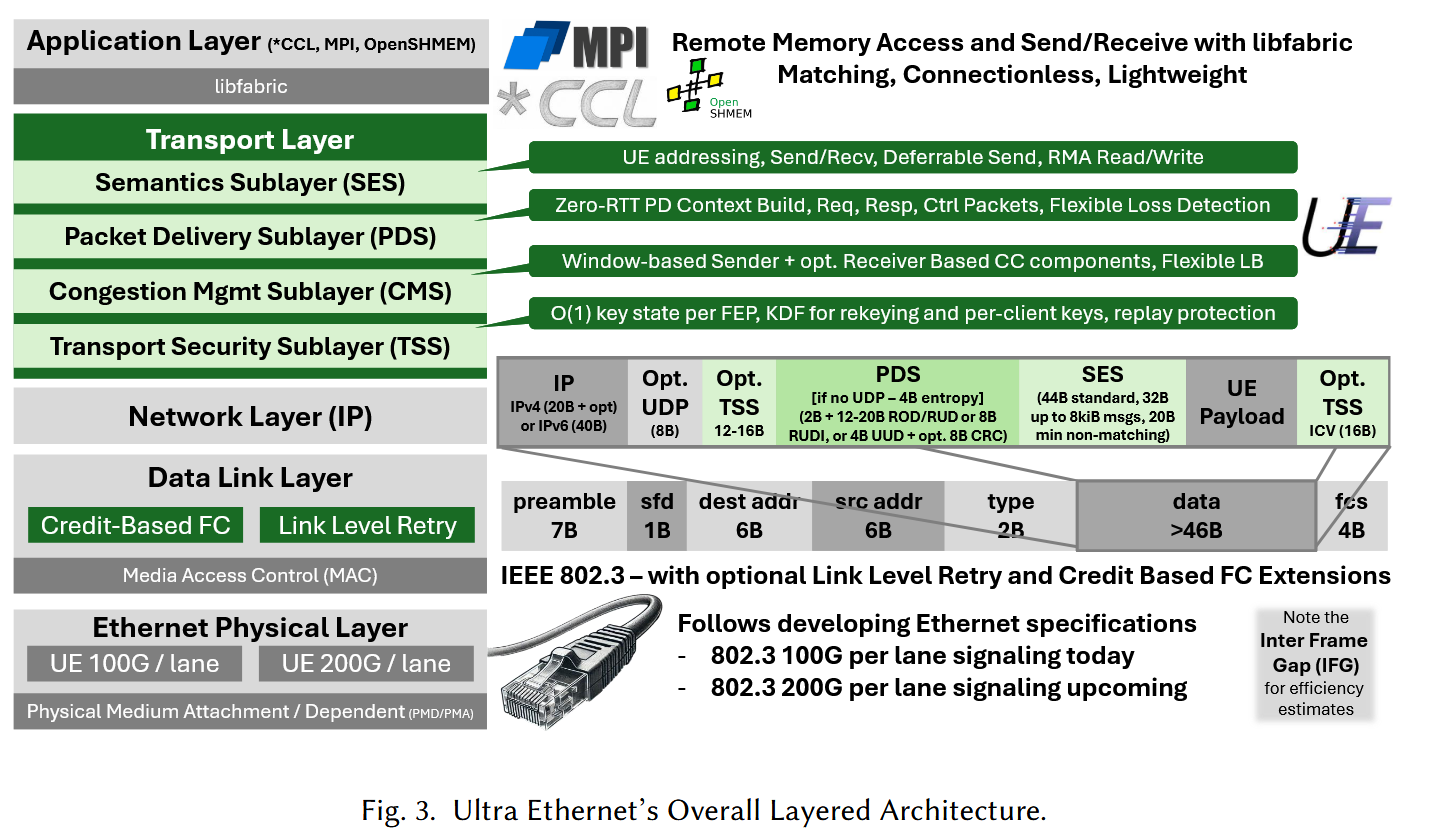 Application Layer (*CCL, MPI, OpenSHMEM)
libfabric
MPI
*CCL
Open
SHMEM
Remote Memory Access and Send/Receive with libfabric
Matching, Connectionless, Lightweight
Transport Layer
Semantics Sublayer (SES)
Packet Delivery Sublayer (PDS)
Congestion Mgmt Sublayer (CMS)
Transport Security Sublayer (TSS)
UE addressing, Send/Recv, Deferrable Send, RMA Read/Write
Zero-RTT PD Context Build, Req, Resp, Ctrl Packets, Flexible Loss Detection
Window-based Sender + opt. Receiver Based CC components, Flexible LB
O(1) key state per FEP, KDF for rekeying and per-client keys, replay protection
UE
Network Layer (IP)
IP
IPv4 (20B + opt)
or IPv6 (40B)
Opt.
UDP
(8B)
Opt.
TSS
12-16B
PDS
[if no UDP – 4B entropy]
(2B + 12-20B ROD/RUD or 8B
RUDI, or 4B UUD + opt. 8B CRC)
SES
(44B standard, 32B
up to 8kiB msgs, 20B
min non-matching)
UE
Payload
Opt.
TSS
ICV (16B)
Data Link Layer
Credit-Based FC
Link Level Retry
Media Access Control (MAC)
preamble
7B
sfd
1B
dest addr
6B
src addr
6B
type
2B
data
>46B
fcs
4B
IEEE 802.3 – with optional Link Level Retry and Credit Based FC Extensions
Ethernet Physical Layer
UE 100G / lane
UE 200G / lane
Physical Medium Attachment / Dependent (PMD/PMA)
Follows developing Ethernet specifications
- 802.3 100G per lane signaling today
- 802.3 200G per lane signaling upcoming
Note the
Inter Frame
Gap (IFG)
for efficiency
estimates
Fig. 3. Ultra Ethernet's Overall Layered Architecture.